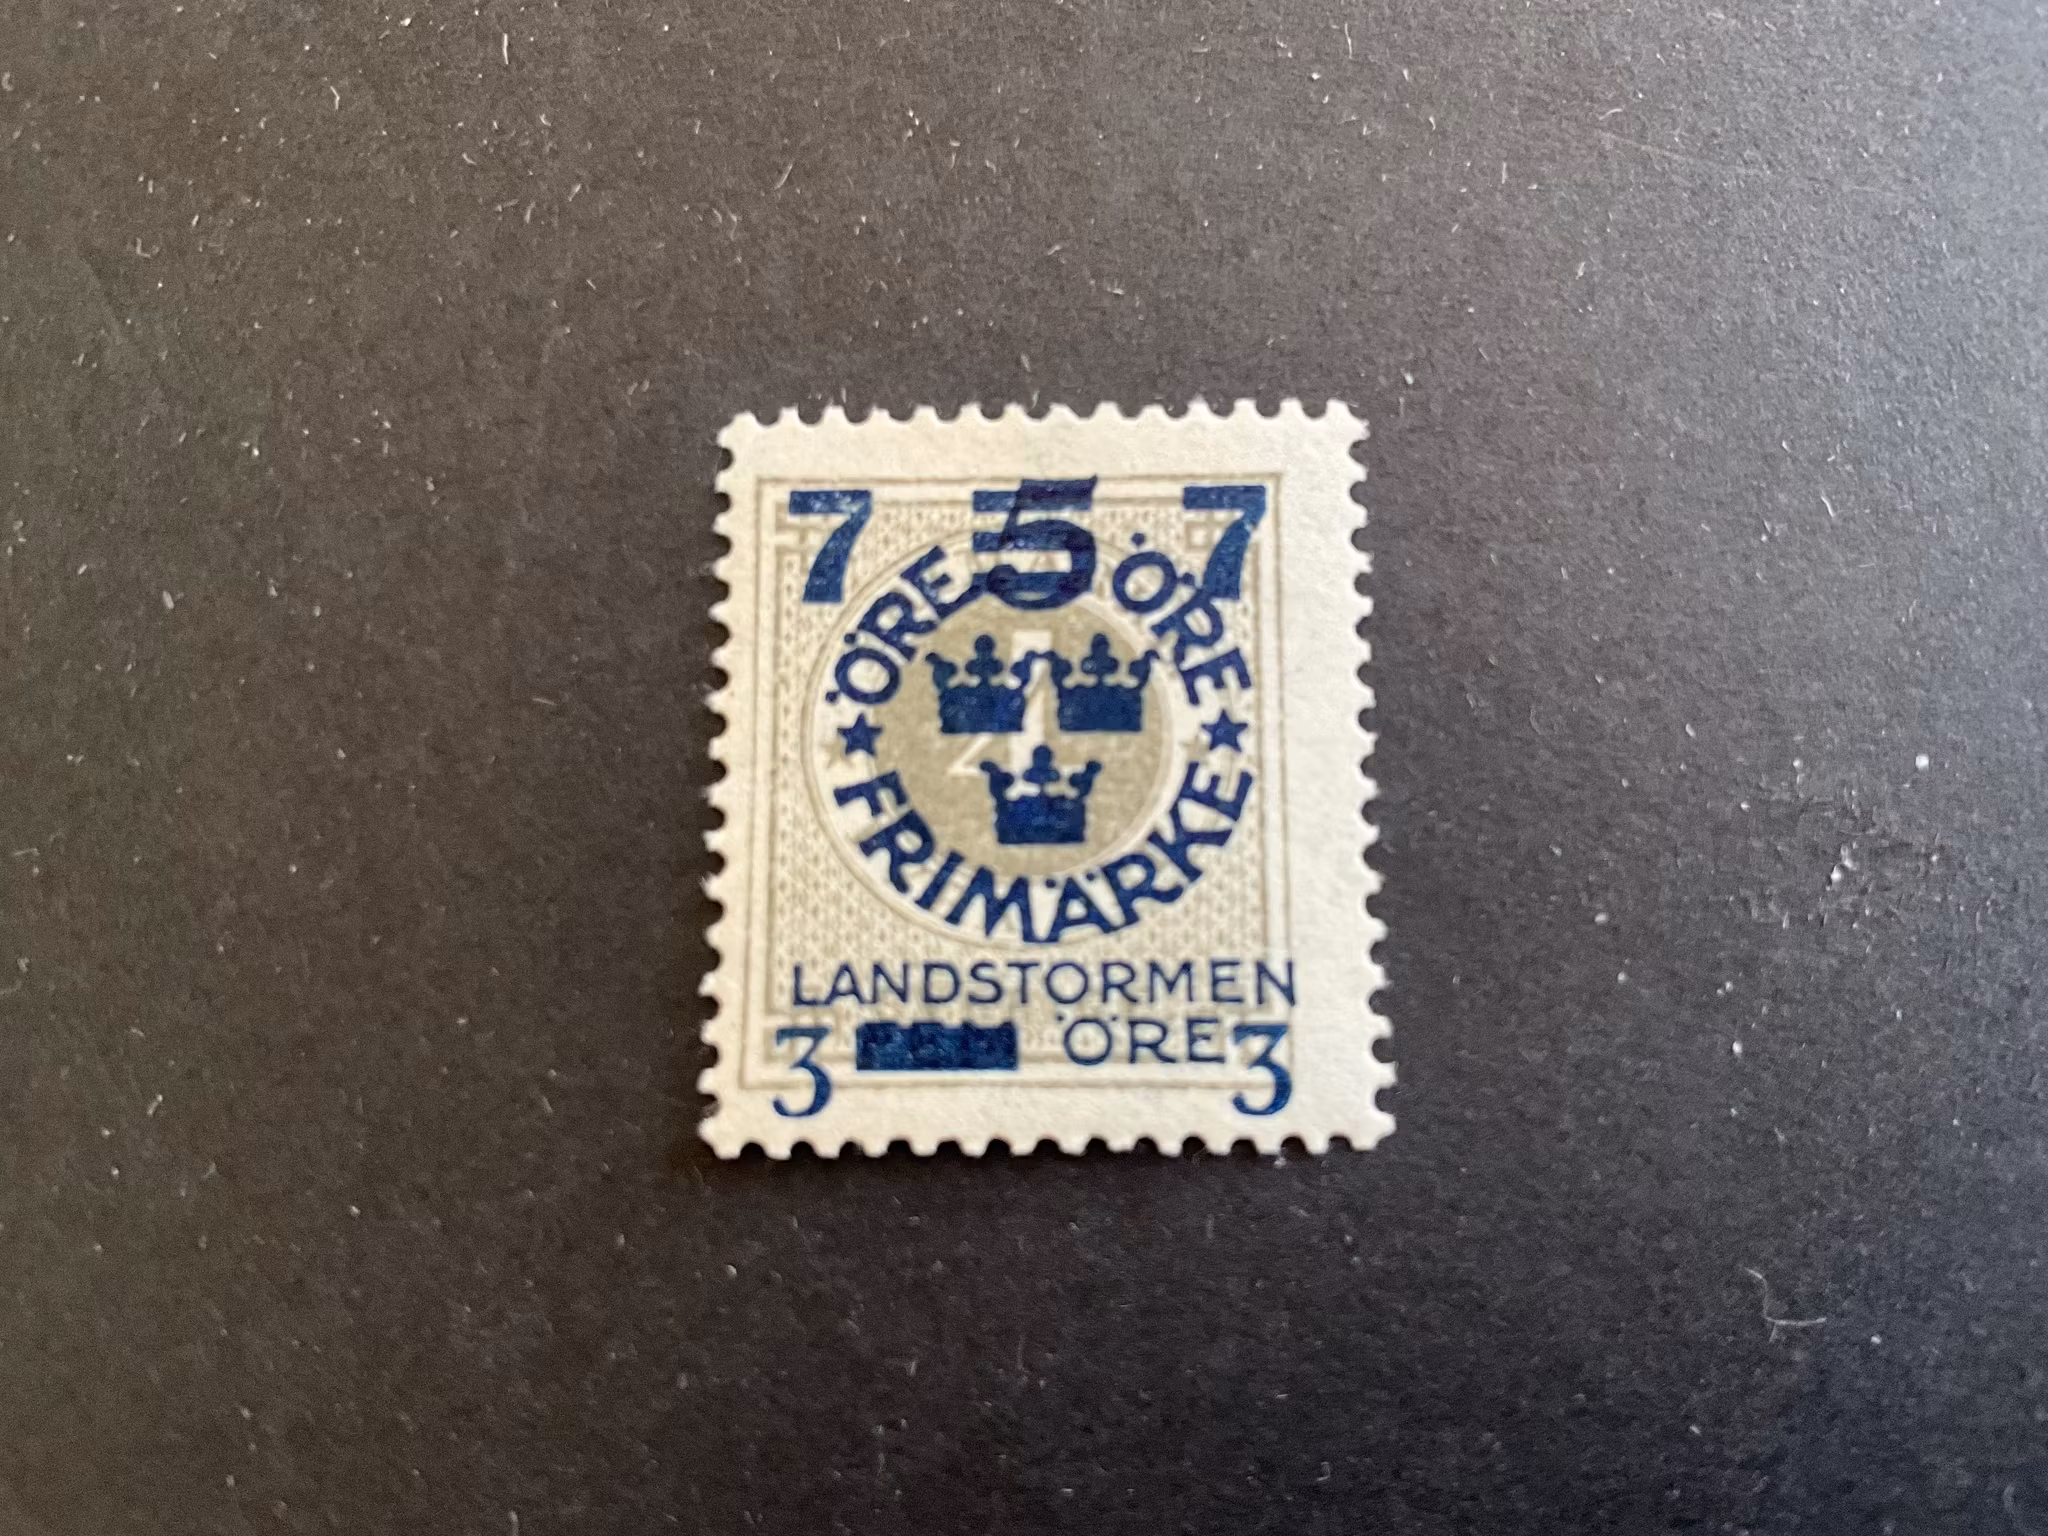 7 5 7
ÖRE ÖRE
FRIMÄRKE
LANDSTORMEN
3 ÖRE 3